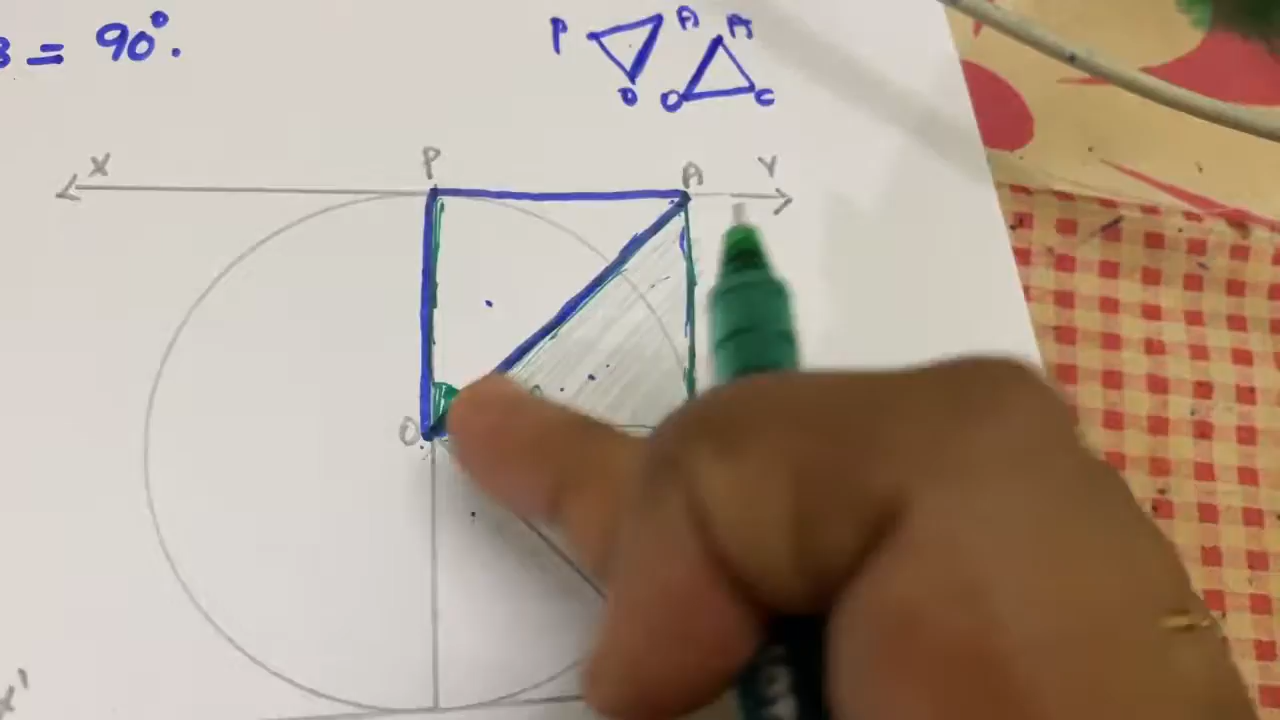 = 90°.
P A A
O O C
X P A Y
O
X'